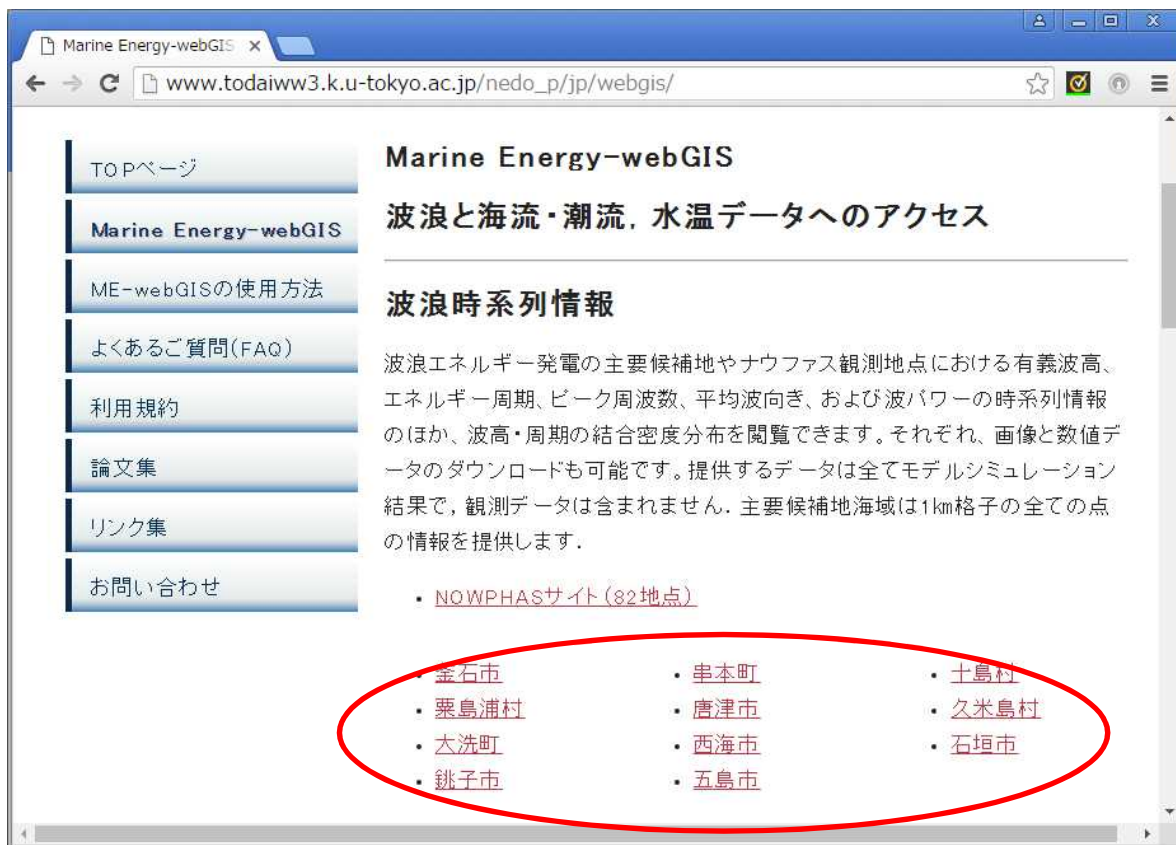 Marine Energy-webGIS
www.todaiww3.k.u-tokyo.ac.jp/nedo_p/jp/webgis/
TOPページ
Marine Energy-webGIS
ME-webGISの使用方法
よくあるご質問(FAQ)
利用規約
論文集
リンク集
お問い合わせ
Marine Energy-webGIS
波浪と海流・潮流, 水温データへのアクセス
波浪時系列情報
波浪エネルギー発電の主要候補地やナウファス観測地点における有義波高、
エネルギー周期、ピーク周波数、平均波向き、および波パワーの時系列情報
のほか、波高・周期の結合密度分布を閲覧できます。それぞれ、画像と数値デ
ータのダウンロードも可能です。提供するデータは全てモデルシミュレーション
結果で, 観測データは含まれません. 主要候補地海域は1km格子の全ての点
の情報を提供します.
・ NOWPHASサイト(82地点)
・ 釜石市 ・ 串本町 ・ 十島村
・ 粟島浦村 ・ 唐津市 ・ 久米島村
・ 大洗町 ・ 西海市 ・ 石垣市
・ 銚子市 ・ 五島市